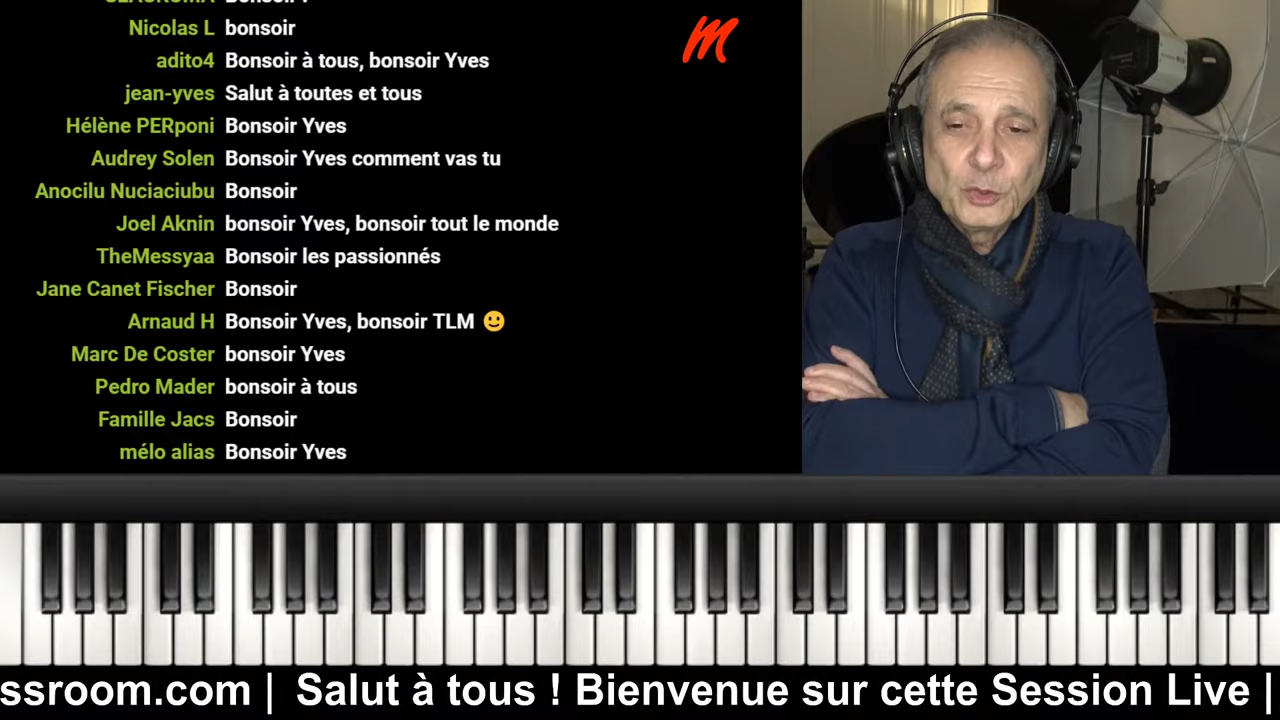 Nicolas L bonsoir
adito4 Bonsoir à tous, bonsoir Yves
jean-yves Salut à toutes et tous
Hélène PERponi Bonsoir Yves
Audrey Solen Bonsoir Yves comment vas tu
Anocilu Nuciaciubu Bonsoir
Joel Aknin bonsoir Yves, bonsoir tout le monde
TheMessyaa Bonsoir les passionnés
Jane Canet Fischer Bonsoir
Arnaud H Bonsoir Yves, bonsoir TLM 🙂
Marc De Coster bonsoir Yves
Pedro Mader bonsoir à tous
Famille Jacs Bonsoir
mélo alias Bonsoir Yves
m
ssroom.com | Salut à tous ! Bienvenue sur cette Session Live |